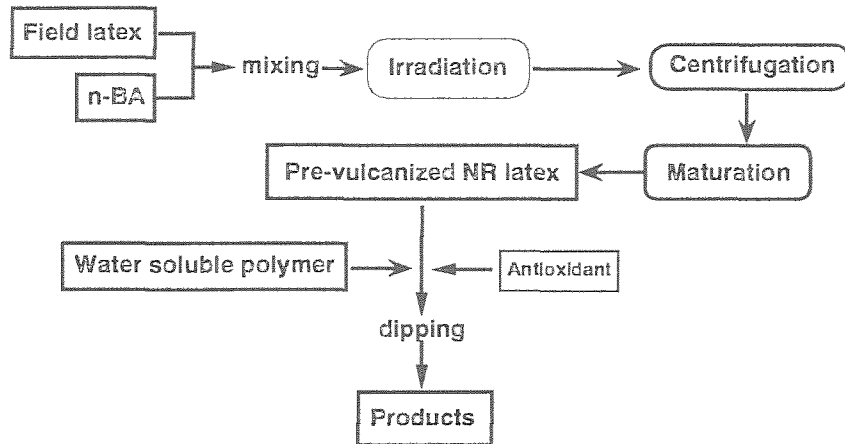 Field latex
n-BA
mixing
Irradiation
Centrifugation
Pre-vulcanized NR latex
Maturation
Water soluble polymer
Antioxidant
dipping
Products